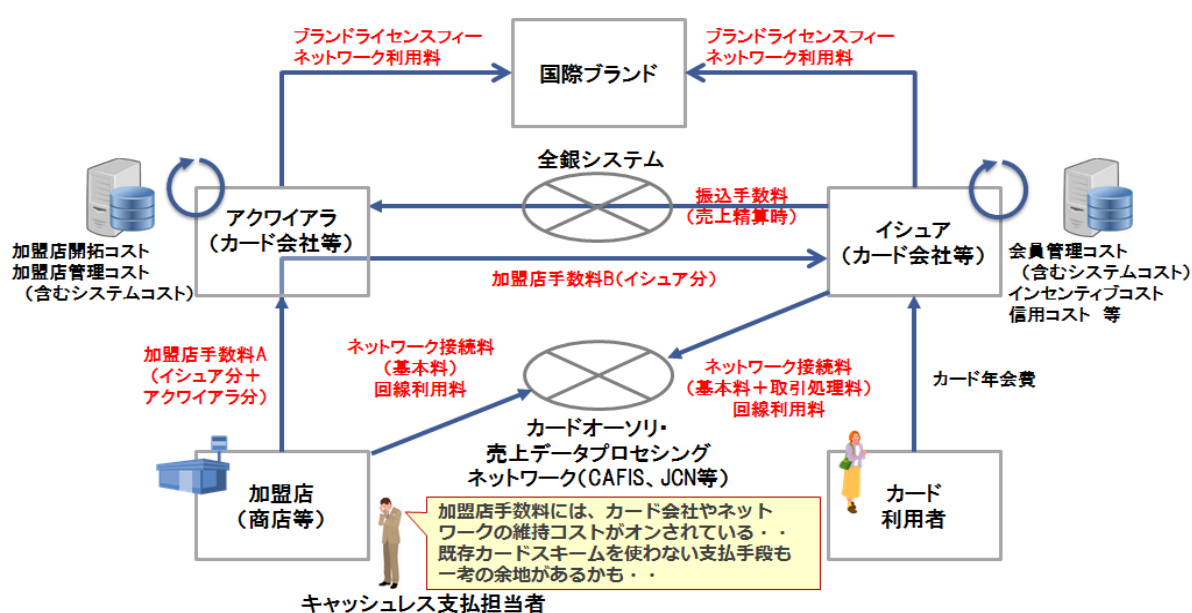 ブランドライセンスフィー
ネットワーク利用料
ブランドライセンスフィー
ネットワーク利用料
国際ブランド
全銀システム
振込手数料
（売上精算時）
アクワイアラ
（カード会社等）
イシュア
（カード会社等）
加盟店開拓コスト
加盟店管理コスト
（含むシステムコスト）
会員管理コスト
（含むシステムコスト）
インセンティブコスト
信用コスト 等
加盟店手数料B（イシュア分）
加盟店手数料A
（イシュア分＋
アクワイアラ分）
ネットワーク接続料
（基本料）
回線利用料
ネットワーク接続料
（基本料＋取引処理料）
回線利用料
カード年会費
カードオーソリ・
売上データプロセシング
ネットワーク（CAFIS、JCN等）
加盟店
（商店等）
カード
利用者
加盟店手数料には、カード会社やネット
ワークの維持コストがオンされている・・
既存カードスキームを使わない支払手段も
一考の余地があるかも・・
キャッシュレス支払担当者